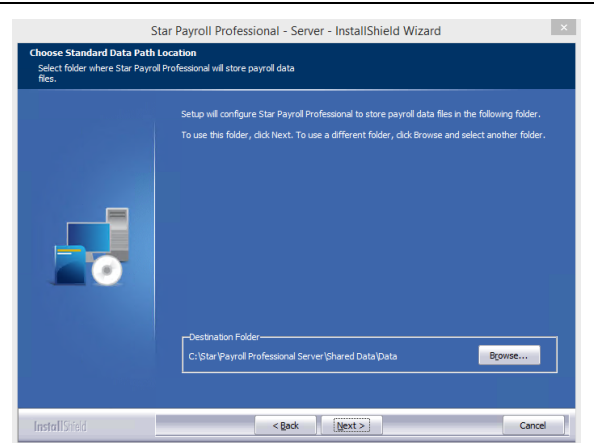 Star Payroll Professional - Server - InstallShield Wizard
×
Choose Standard Data Path
Location
Select folder where Star Payroll Professional will store payroll data
files.
Setup will configure Star Payroll Professional to store payroll data files in the following folder.
To use this folder, click Next. To use a different folder, click Browse and select another folder.
Destination Folder
C:\Star\Payroll Professional Server\Shared Data\Data
Browse...
InstallShield
< Back
Next >
Cancel